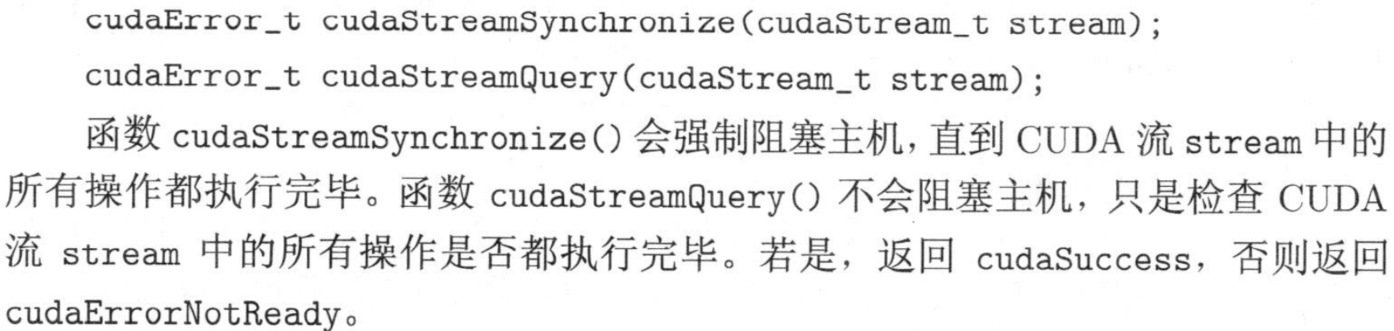 cudaError_t cudaStreamSynchronize(cudaStream_t stream);
cudaError_t cudaStreamQuery(cudaStream_t stream);
函数 cudaStreamSynchronize() 会强制阻塞主机，直到 CUDA 流 stream 中的
所有操作都执行完毕。函数 cudaStreamQuery() 不会阻塞主机，只是检查 CUDA
流 stream 中的所有操作是否都执行完毕。若是，返回 cudaSuccess，否则返回
cudaErrorNotReady。